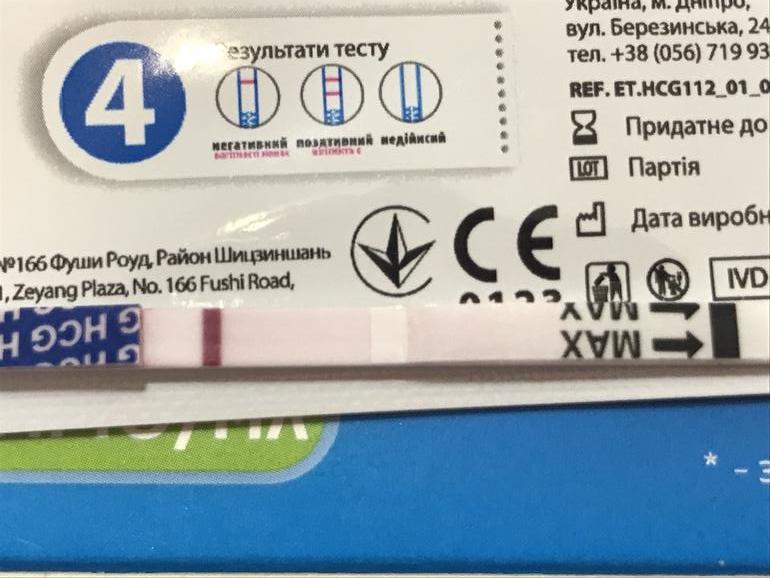 4
Результати тесту
негативний позитивний недійсний
Україна, м. Дніпро,
вул. Березинська, 24
тел. +38 (056) 719 93
REF. ET.HCG112_01_0
Придатне до
LOT Партія
Дата виробн
№166 Фуши Роуд, Район Шицзиншань
, Zeyang Plaza, No. 166 Fushi Road,
CE
0123
IVD
HCG
MAX
MAX
* - З